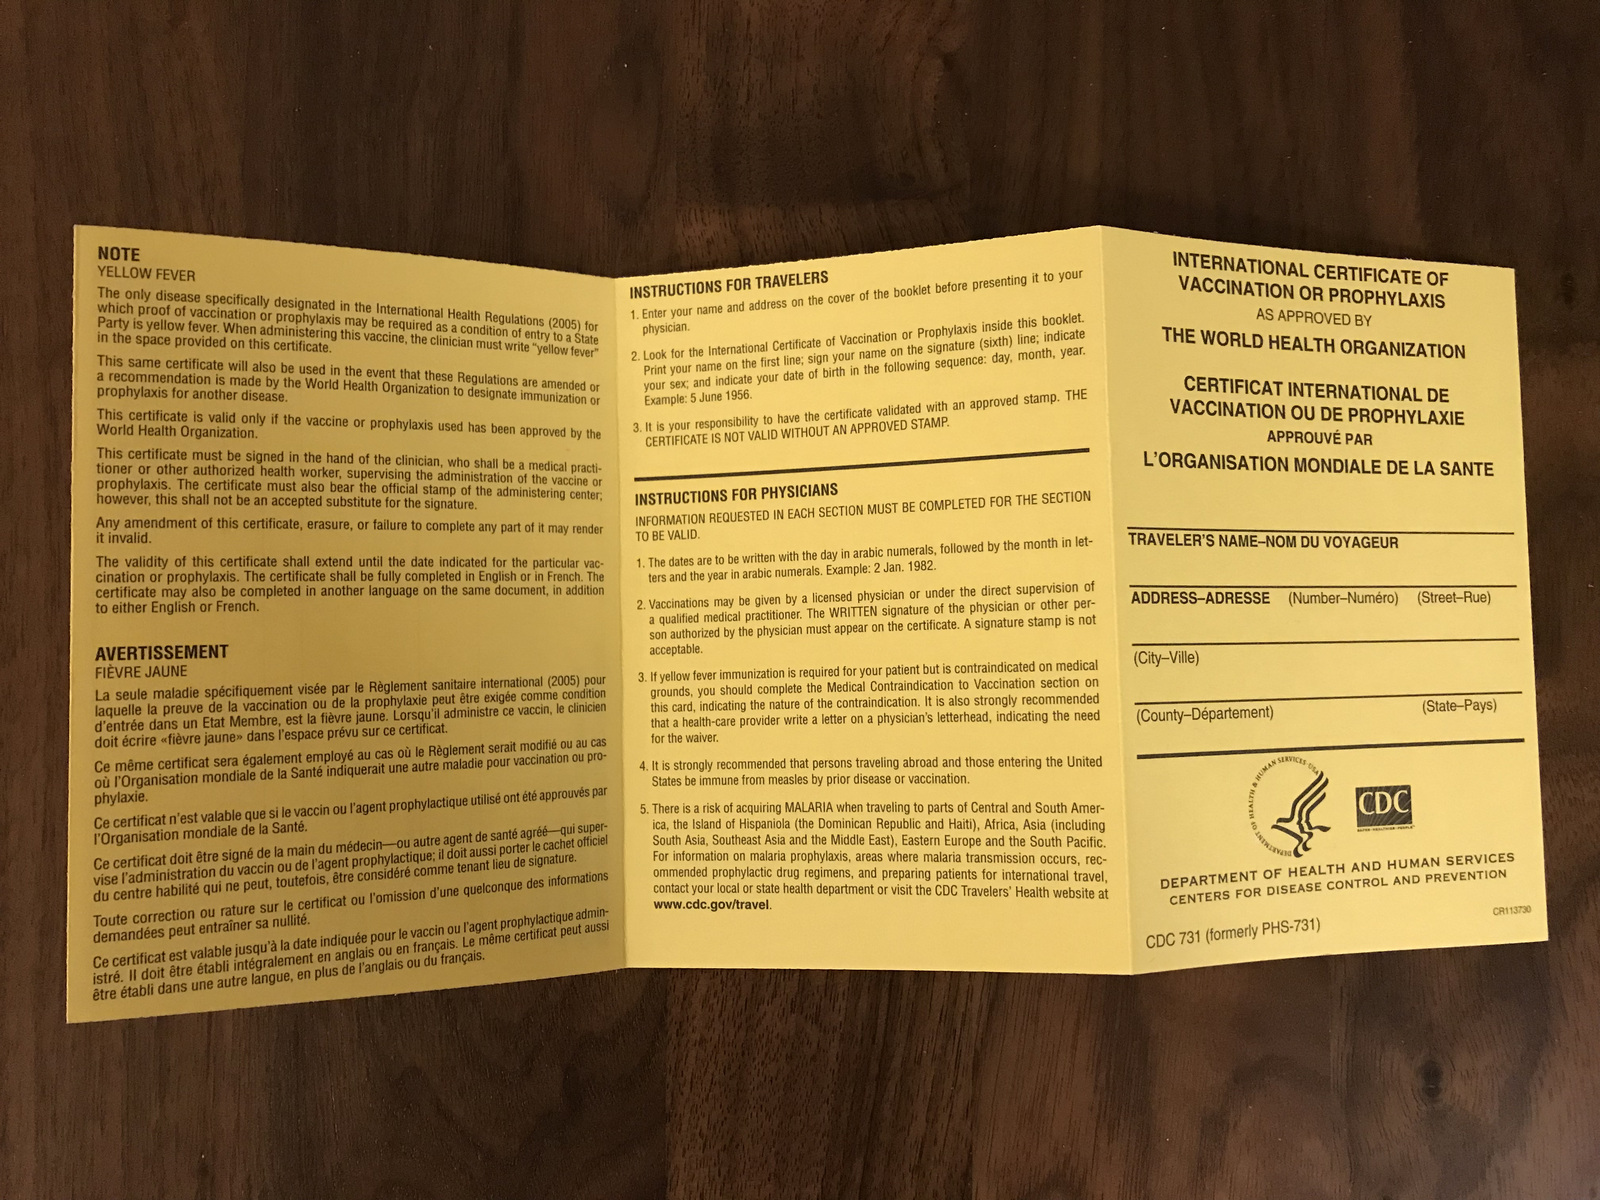 NOTE
YELLOW FEVER
The only disease specifically designated in the International Health Regulations (2005) for
which proof of vaccination or prophylaxis may be required as a condition of entry to a State
Party is yellow fever. When administering this vaccine, the clinician must write "yellow fever"
in the space provided on this certificate.
This same certificate will also be used in the event that these Regulations are amended or
a recommendation is made by the World Health Organization to designate immunization or
prophylaxis for another disease.
This certificate is valid only if the vaccine or prophylaxis used has been approved by the
World Health Organization.
This certificate must be signed in the hand of the clinician, who shall be a medical practi-
tioner or other authorized health worker, supervising the administration of the vaccine or
prophylaxis. The certificate must also bear the official stamp of the administering center;
however, this shall not be an accepted substitute for the signature.
Any amendment of this certificate, erasure, or failure to complete any part of it may render
it invalid.
The validity of this certificate shall extend until the date indicated for the particular vac-
cination or prophylaxis. The certificate shall be fully completed in English or in French. The
certificate may also be completed in another language on the same document, in addition
to either English or French.
AVERTISSEMENT
FIÈVRE JAUNE
La seule maladie spécifiquement visée par le Règlement sanitaire international (2005) pour
laquelle la preuve de la vaccination ou de la prophylaxie peut être exigée comme condition
d'entrée dans un Etat Membre, est la fièvre jaune. Lorsqu'il administre ce vaccin, le clinicien
doit écrire «fièvre jaune» dans l'espace prévu sur ce certificat.
Ce même certificat sera également employé au cas où le Règlement serait modifié ou au cas
où l'Organisation mondiale de la Santé indiquerait une autre maladie pour vaccination ou pro-
phylaxie.
Ce certificat n'est valable que si le vaccin ou l'agent prophylactique utilisé ont été approuvés par
l'Organisation mondiale de la Santé.
Ce certificat doit être signé de la main du médecin—ou autre agent de santé agréé—qui super-
vise l'administration du vaccin ou de l'agent prophylactique; il doit aussi porter le cachet officiel
du centre habilité qui ne peut, toutefois, être considéré comme tenant lieu de signature.
Toute correction ou rature sur le certificat ou l'omission d'une quelconque des informations
demandées peut entraîner sa nullité.
Ce certificat est valable jusqu'à la date indiquée pour le vaccin ou l'agent prophylactique admin-
istré. Il doit être établi intégralement en anglais ou en français. Le même certificat peut aussi
être établi dans une autre langue, en plus de l'anglais ou du français.
INSTRUCTIONS FOR TRAVELERS
1. Enter your name and address on the cover of the booklet before presenting it to your
physician.
2. Look for the International Certificate of Vaccination or Prophylaxis inside this booklet.
Print your name on the first line; sign your name on the signature (sixth) line; indicate
your sex; and indicate your date of birth in the following sequence: day, month, year.
Example: 5 June 1956.
3. It is your responsibility to have the certificate validated with an approved stamp. THE
CERTIFICATE IS NOT VALID WITHOUT AN APPROVED STAMP.
INSTRUCTIONS FOR PHYSICIANS
INFORMATION REQUESTED IN EACH SECTION MUST BE COMPLETED FOR THE SECTION
TO BE VALID.
1. The dates are to be written with the day in arabic numerals, followed by the month in let-
ters and the year in arabic numerals. Example: 2 Jan. 1982.
2. Vaccinations may be given by a licensed physician or under the direct supervision of
a qualified medical practitioner. The WRITTEN signature of the physician or other per-
son authorized by the physician must appear on the certificate. A signature stamp is not
acceptable.
3. If yellow fever immunization is required for your patient but is contraindicated on medical
grounds, you should complete the Medical Contraindication to Vaccination section on
this card, indicating the nature of the contraindication. It is also strongly recommended
that a health-care provider write a letter on a physician's letterhead, indicating the need
for the waiver.
4. It is strongly recommended that persons traveling abroad and those entering the United
States be immune from measles by prior disease or vaccination.
5. There is a risk of acquiring MALARIA when traveling to parts of Central and South Amer-
ica, the Island of Hispaniola (the Dominican Republic and Haiti), Africa, Asia (including
South Asia, Southeast Asia and the Middle East), Eastern Europe and the South Pacific.
For information on malaria prophylaxis, areas where malaria transmission occurs, rec-
ommended prophylactic drug regimens, and preparing patients for international travel,
contact your local or state health department or visit the CDC Travelers' Health website at
www.cdc.gov/travel.
INTERNATIONAL CERTIFICATE OF
VACCINATION OR PROPHYLAXIS
AS APPROVED BY
THE WORLD HEALTH ORGANIZATION
CERTIFICAT INTERNATIONAL DE
VACCINATION OU DE PROPHYLAXIE
APPROUVÉ PAR
L'ORGANISATION MONDIALE DE LA SANTE
TRAVELER'S NAME–NOM DU VOYAGEUR
ADDRESS–ADRESSE (Number–Numéro) (Street–Rue)
(City–Ville)
(County–Département) (State–Pays)
DEPARTMENT OF HEALTH & HUMAN SERVICES·USA
CDC
SAFER·HEALTHIER·PEOPLE™
DEPARTMENT OF HEALTH AND HUMAN SERVICES
CENTERS FOR DISEASE CONTROL AND PREVENTION
CR113730
CDC 731 (formerly PHS-731)